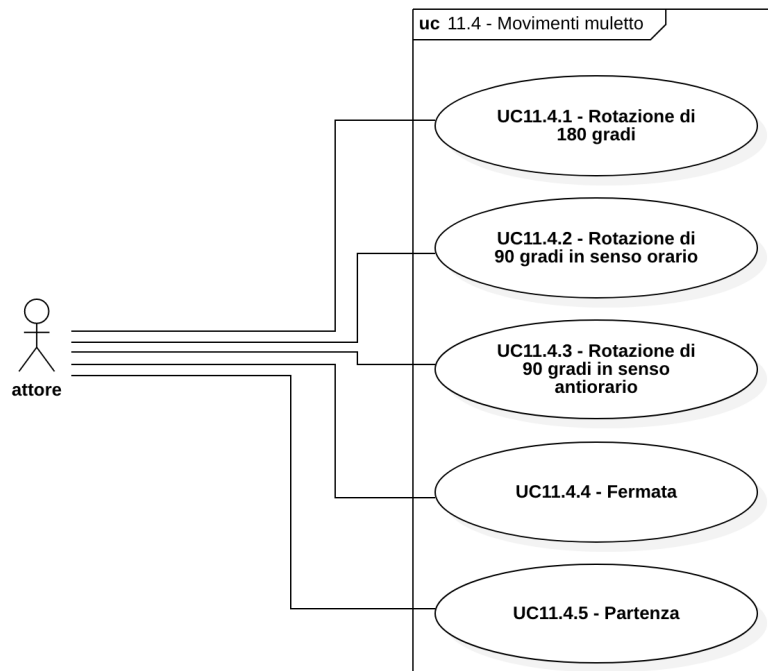 uc 11.4 - Movimenti muletto
UC11.4.1 - Rotazione di
180 gradi
UC11.4.2 - Rotazione di
90 gradi in senso orario
UC11.4.3 - Rotazione di
90 gradi in senso
antiorario
attore
UC11.4.4 - Fermata
UC11.4.5 - Partenza